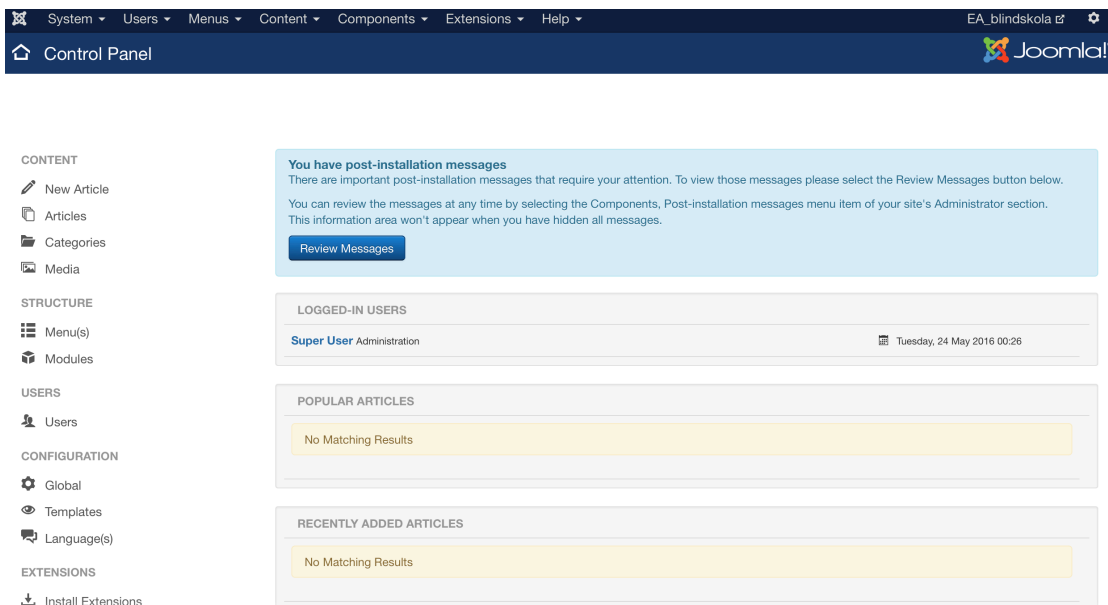 System Users Menus Content Components Extensions Help EA_blindskola
Control Panel Joomla!
CONTENT
New Article
Articles
Categories
Media
STRUCTURE
Menu(s)
Modules
USERS
Users
CONFIGURATION
Global
Templates
Language(s)
EXTENSIONS
Install Extensions
You have post-installation messages
There are important post-installation messages that require your attention. To view those messages please select the Review Messages button below.
You can review the messages at any time by selecting the Components, Post-installation messages menu item of your site's Administrator section.
This information area won't appear when you have hidden all messages.
Review Messages
LOGGED-IN USERS
Super User Administration Tuesday, 24 May 2016 00:26
POPULAR ARTICLES
No Matching Results
RECENTLY ADDED ARTICLES
No Matching Results